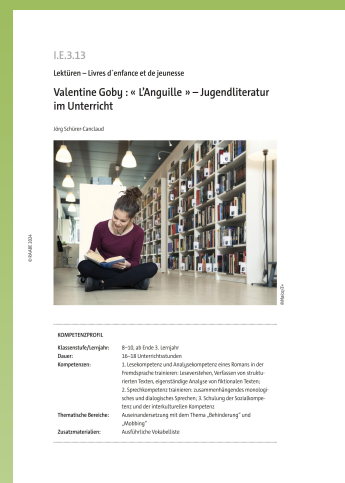 I.E.3.13
Lektüren – Livres d´enfance et de jeunesse
Valentine Goby : « L'Anguille » – Jugendliteratur
im Unterricht
Jörg Schürer-Canclaud
© RAABE 2024
KOMPETENZPROFIL
Klassenstufe/Lernjahr: 8–10, ab Ende 3. Lernjahr
Dauer: 16–18 Unterrichtsstunden
Kompetenzen: 1. Lesekompetenz und Analysekompetenz eines Romans in der
Fremdsprache trainieren: Leseverstehen, Verfassen von struktu-
rierten Texten, eigenständige Analyse von fiktionalen Texten;
2. Sprechkompetenz trainieren: zusammenhängendes monologi-
sches und dialogisches Sprechen; 3. Schulung der Sozialkompe-
tenz und der interkulturellen Kompetenz
Thematische Bereiche: Auseinandersetzung mit dem Thema „Behinderung" und
„Mobbing"
Zusatzmaterialien: Ausführliche Vokabelliste